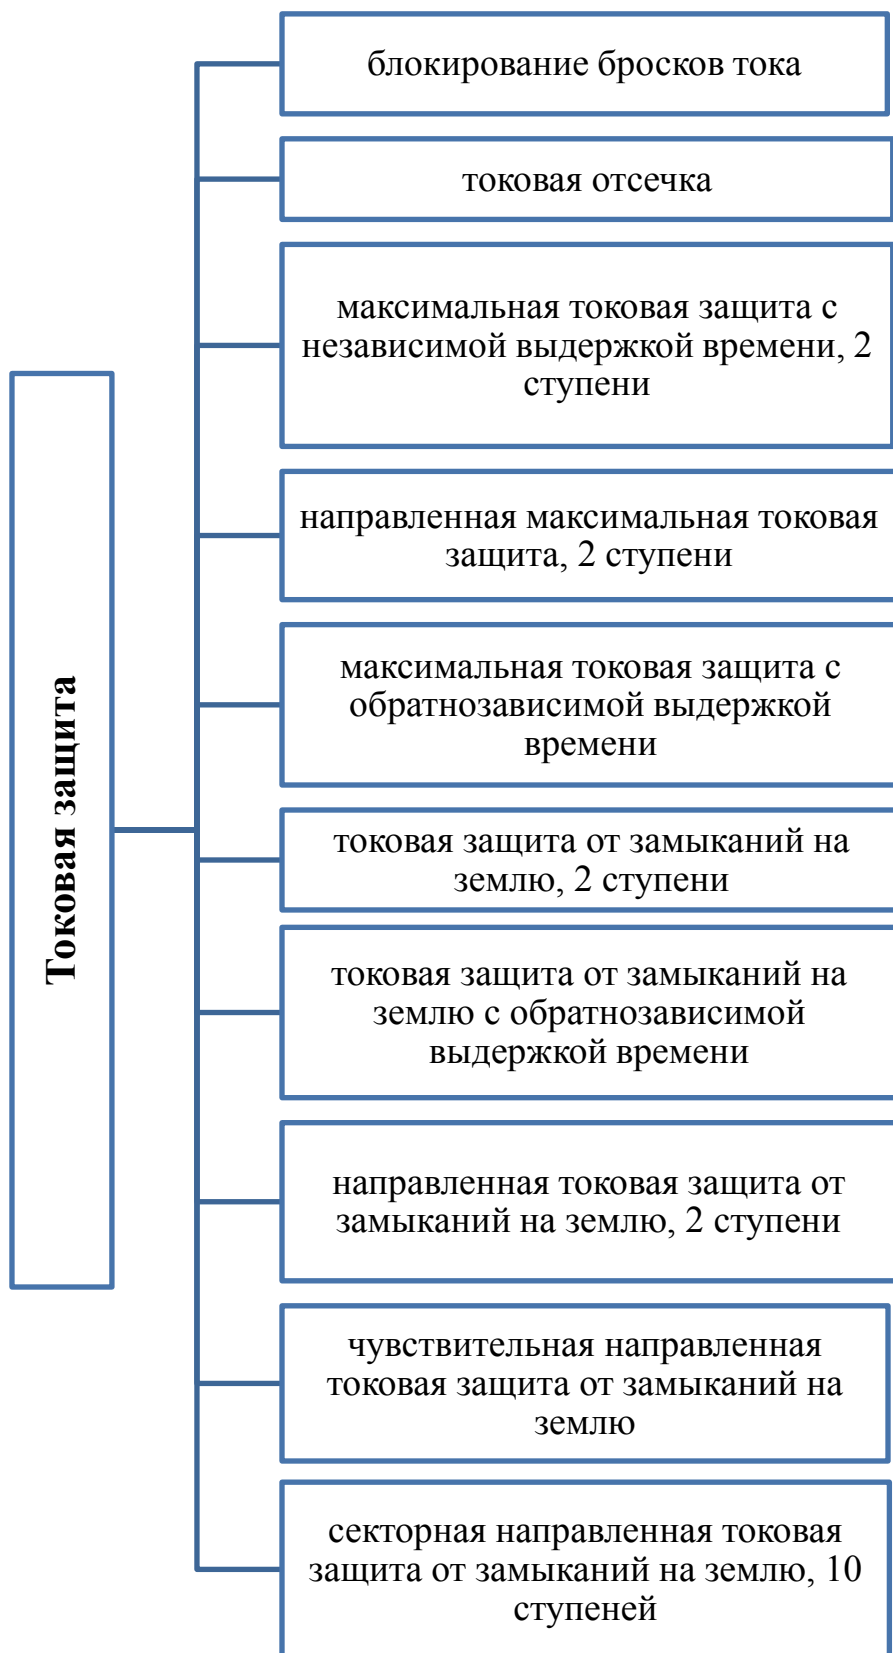 Токовая защита
блокирование бросков тока
токовая отсечка
максимальная токовая защита с
независимой выдержкой времени, 2
ступени
направленная максимальная токовая
защита, 2 ступени
максимальная токовая защита с
обратнозависимой выдержкой
времени
токовая защита от замыканий на
землю, 2 ступени
токовая защита от замыканий на
землю с обратнозависимой
выдержкой времени
направленная токовая защита от
замыканий на землю, 2 ступени
чувствительная направленная
токовая защита от замыканий на
землю
секторная направленная токовая
защита от замыканий на землю, 10
ступеней